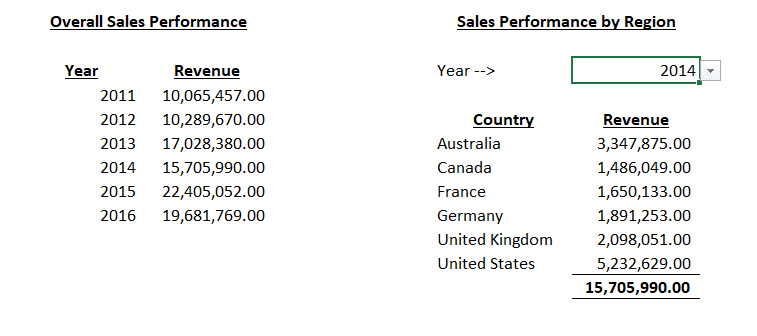 Overall Sales Performance
Year Revenue
2011 10,065,457.00
2012 10,289,670.00
2013 17,028,380.00
2014 15,705,990.00
2015 22,405,052.00
2016 19,681,769.00
Sales Performance by Region
Year --> 2014
Country Revenue
Australia 3,347,875.00
Canada 1,486,049.00
France 1,650,133.00
Germany 1,891,253.00
United Kingdom 2,098,051.00
United States 5,232,629.00
15,705,990.00